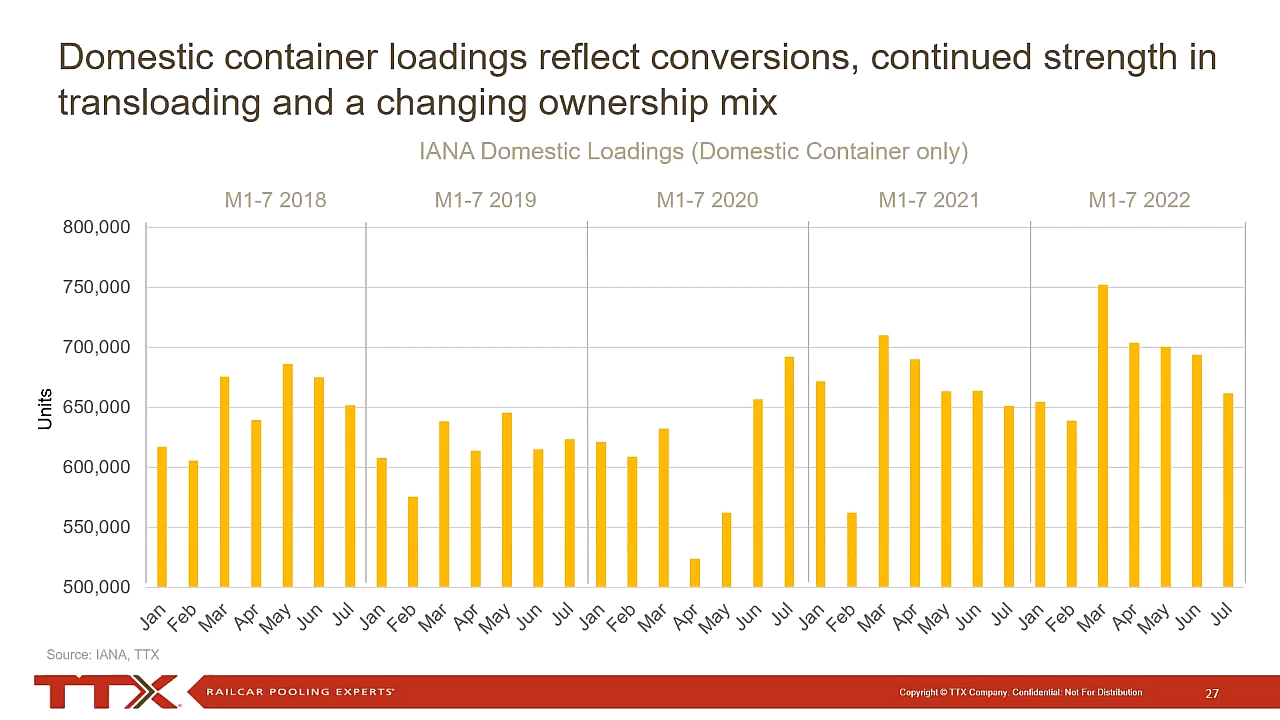 Domestic container loadings reflect conversions, continued strength in
transloading and a changing ownership mix
IANA Domestic Loadings (Domestic Container only)
M1-7 2018 M1-7 2019 M1-7 2020 M1-7 2021 M1-7 2022
800,000
750,000
700,000
650,000
600,000
550,000
500,000
Units
Jan Feb Mar Apr May Jun Jul Jan Feb Mar Apr May Jun Jul Jan Feb Mar Apr May Jun Jul Jan Feb Mar Apr May Jun Jul Jan Feb Mar Apr May Jun Jul
Source: IANA, TTX
TTX RAILCAR POOLING EXPERTS
Copyright © TTX Company. Confidential: Not For Distribution 27